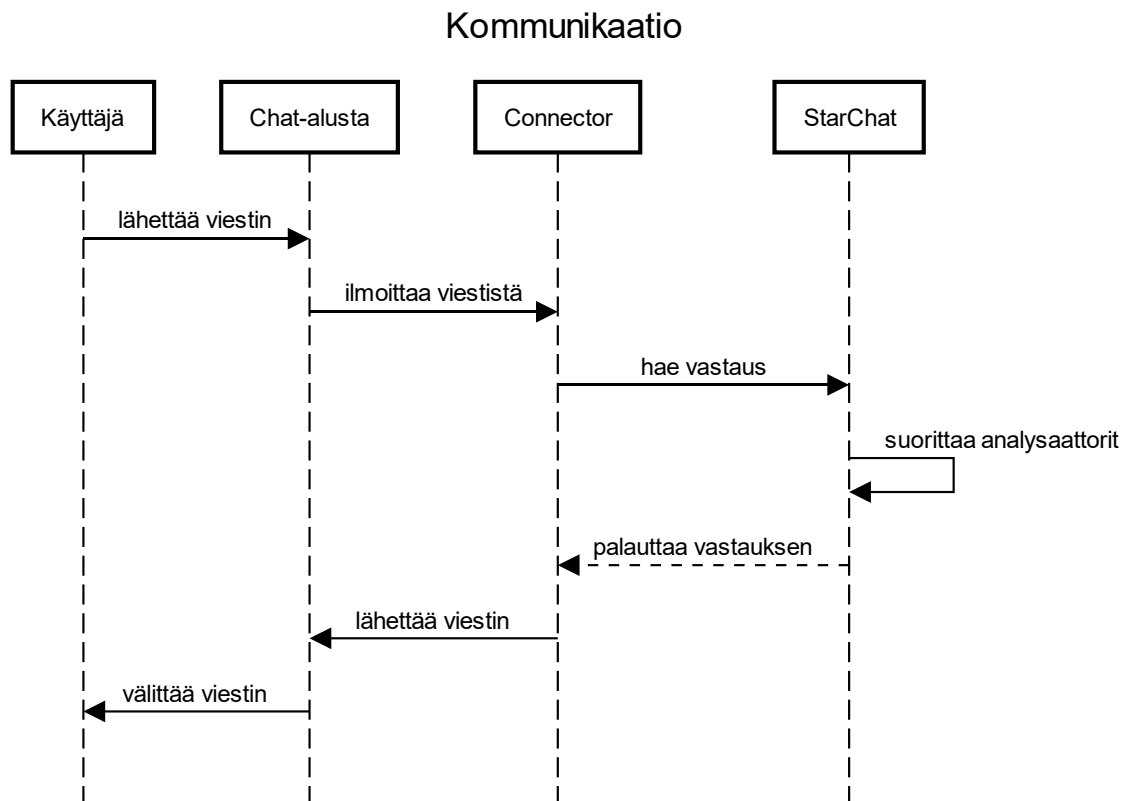 Kommunikaatio
Käyttäjä
Chat-alusta
Connector
StarChat
lähettää viestin
ilmoittaa viestistä
hae vastaus
suorittaa analysaattorit
palauttaa vastauksen
lähettää viestin
välittää viestin